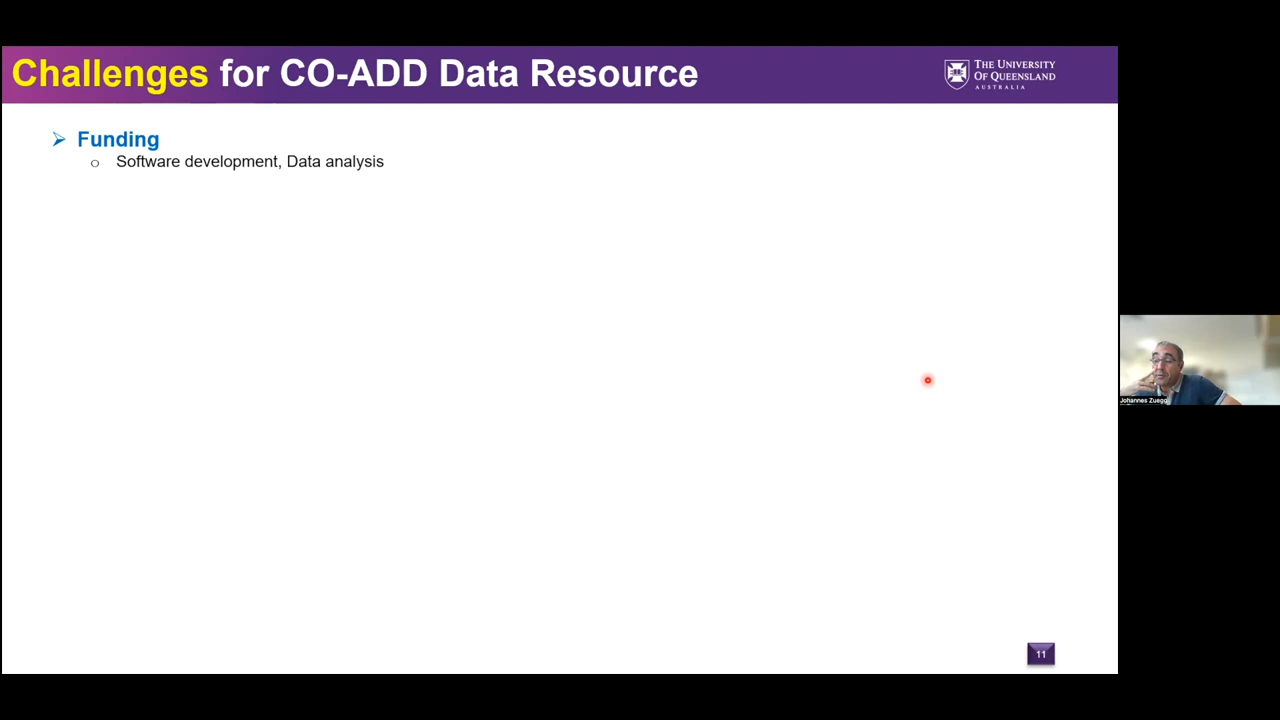 Challenges for CO-ADD Data Resource
THE UNIVERSITY
OF QUEENSLAND
AUSTRALIA
➢ Funding
o Software development, Data analysis
Johannes Zuegg
11